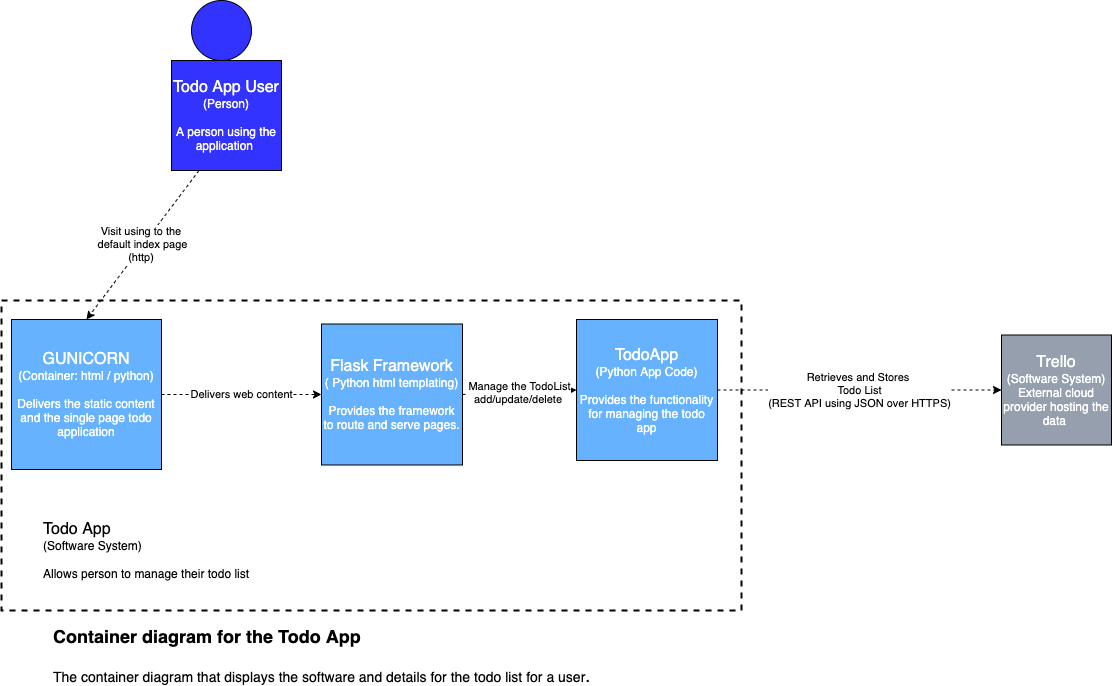 Todo App User
(Person)
A person using the
application
Visit using to the
default index page
(http)
GUNICORN
(Container: html / python)
Delivers the static content
and the single page todo
application
Delivers web content
Flask Framework
( Python html templating)
Provides the framework
to route and serve pages.
Manage the TodoList,
add/update/delete
TodoApp
(Python App Code)
Provides the functionality
for managing the todo
app
Retrieves and Stores
Todo List
(REST API using JSON over HTTPS)
Trello
(Software System)
External cloud
provider hosting the
data
Todo App
(Software System)
Allows person to manage their todo list
Container diagram for the Todo App
The container diagram that displays the software and details for the todo list for a user.